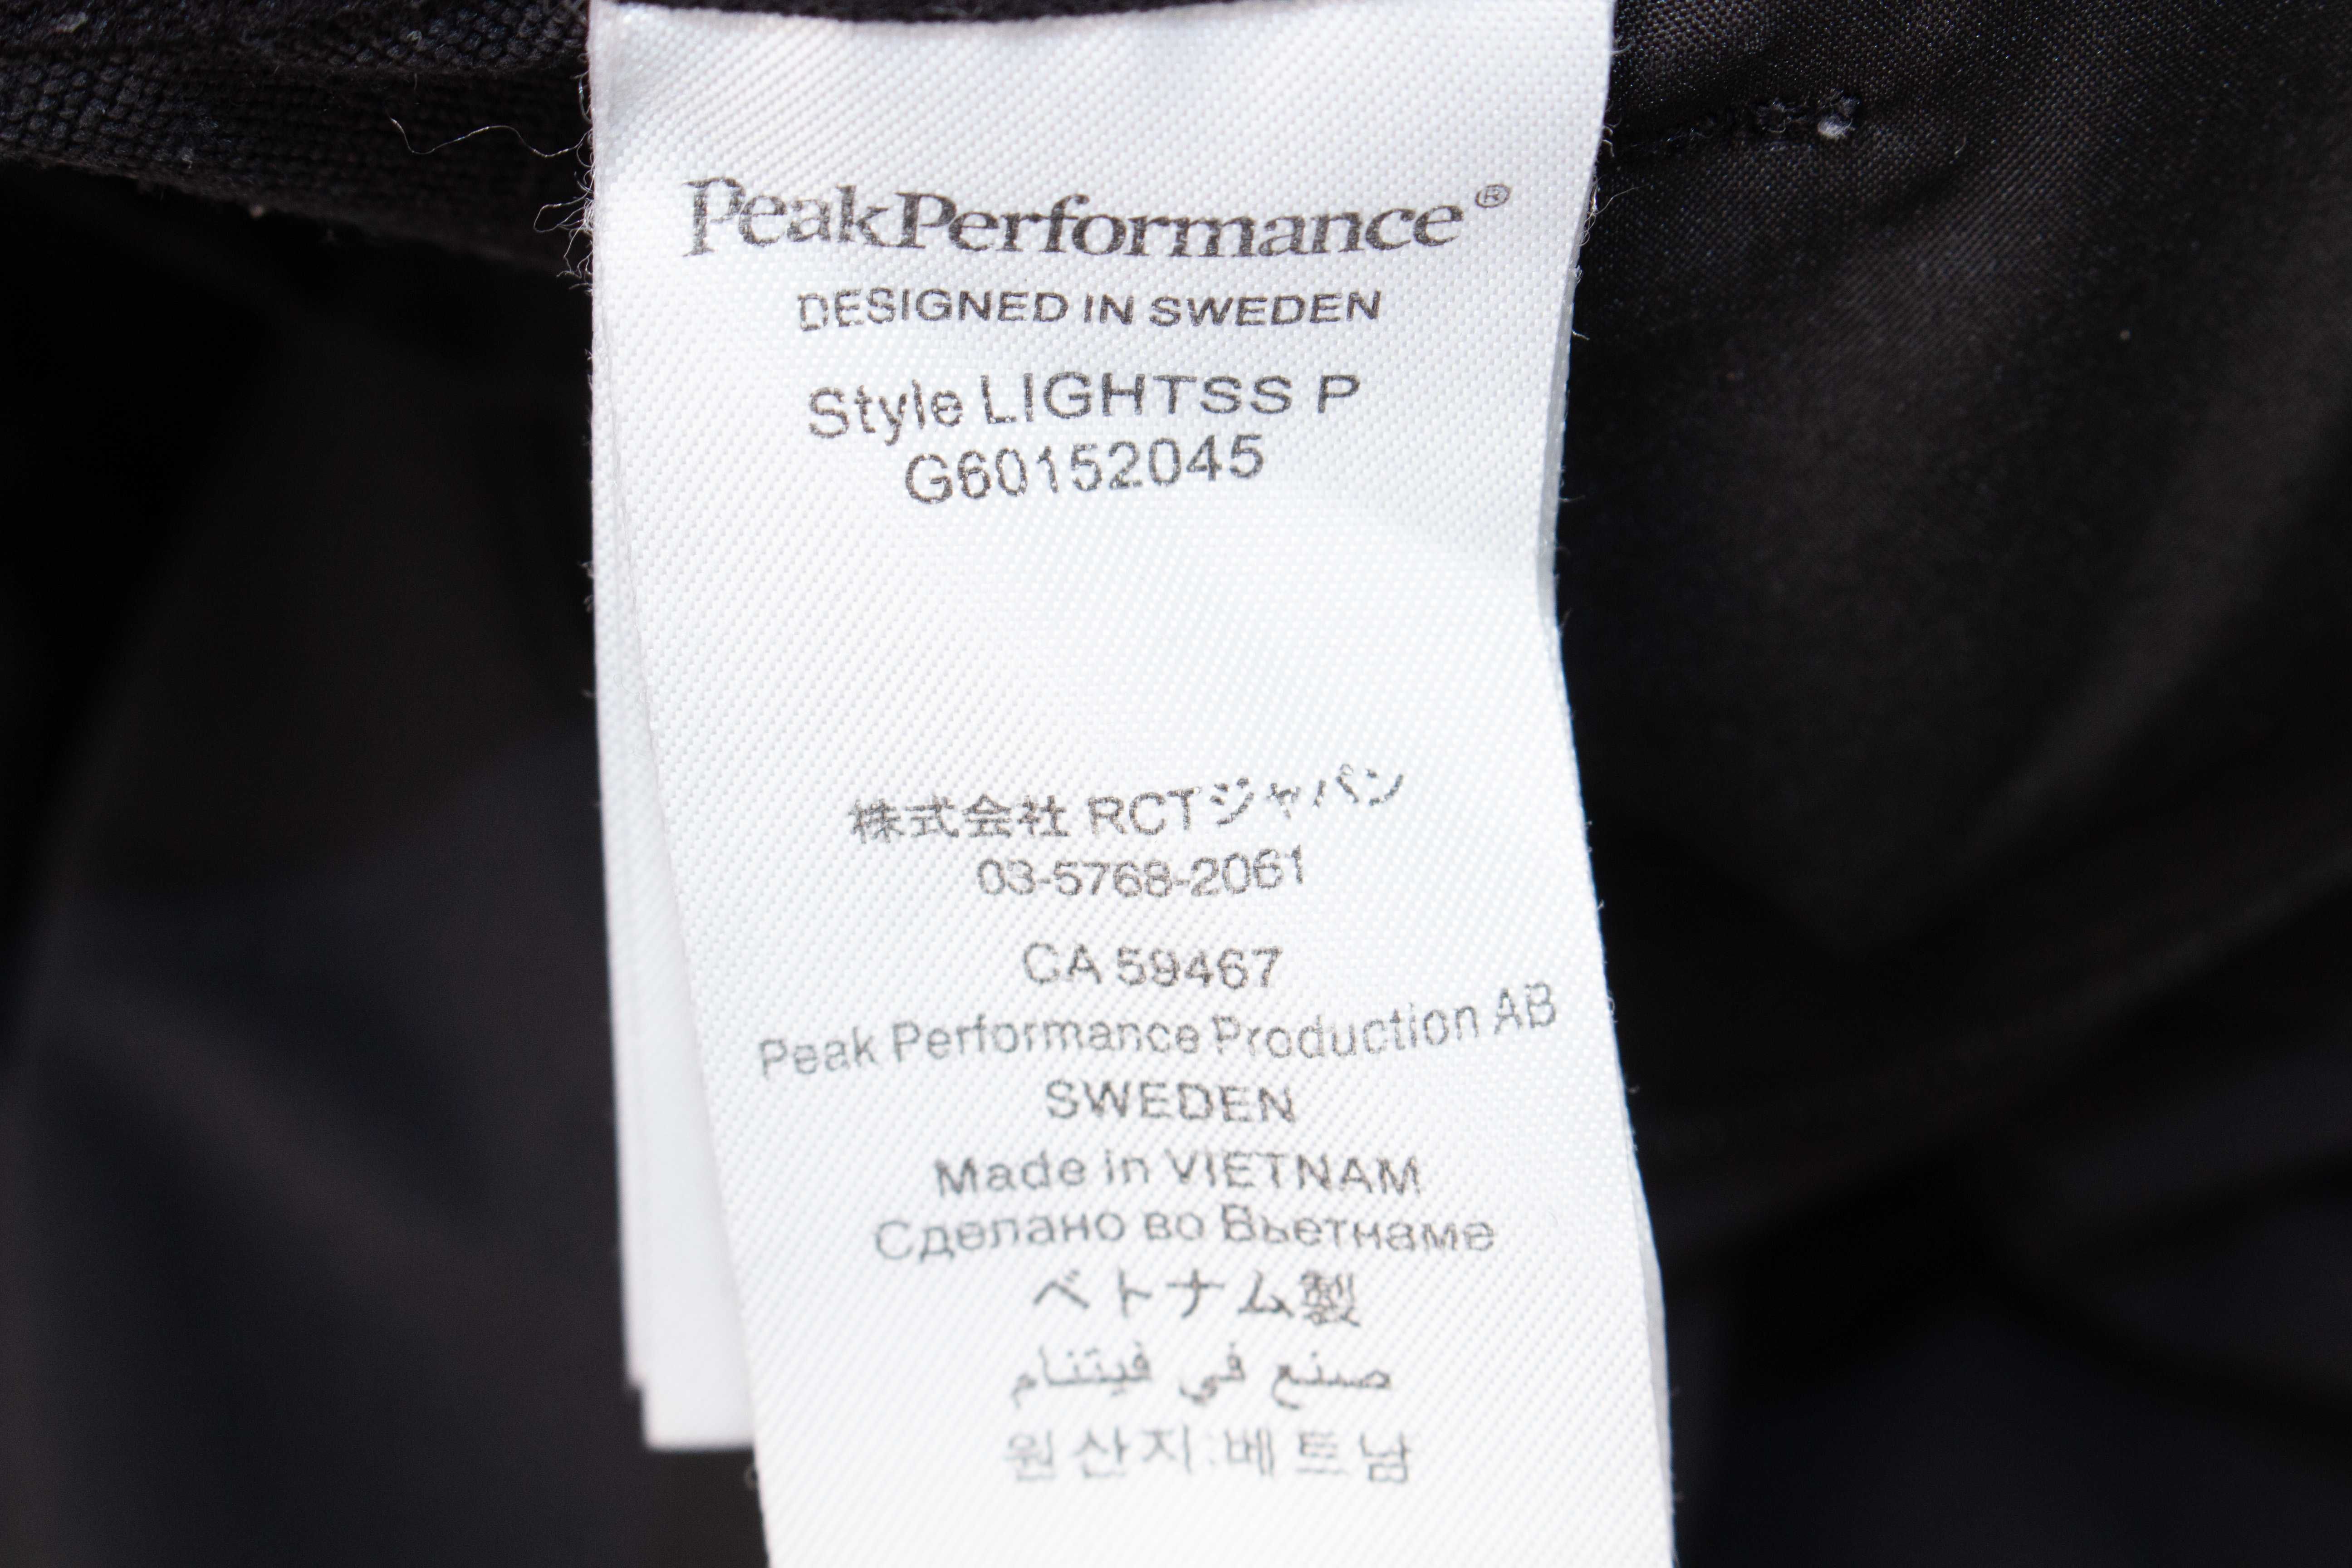 PeakPerformance®
DESIGNED IN SWEDEN
Style LIGHTSS P
G60152045
株式会社 RCTジャパン
03-5768-2061
CA 59467
Peak Performance Production AB
SWEDEN
Made in VIETNAM
Сделано во Вьетнаме
ベトナム製
صنع في فيتنام
원산지:베트남